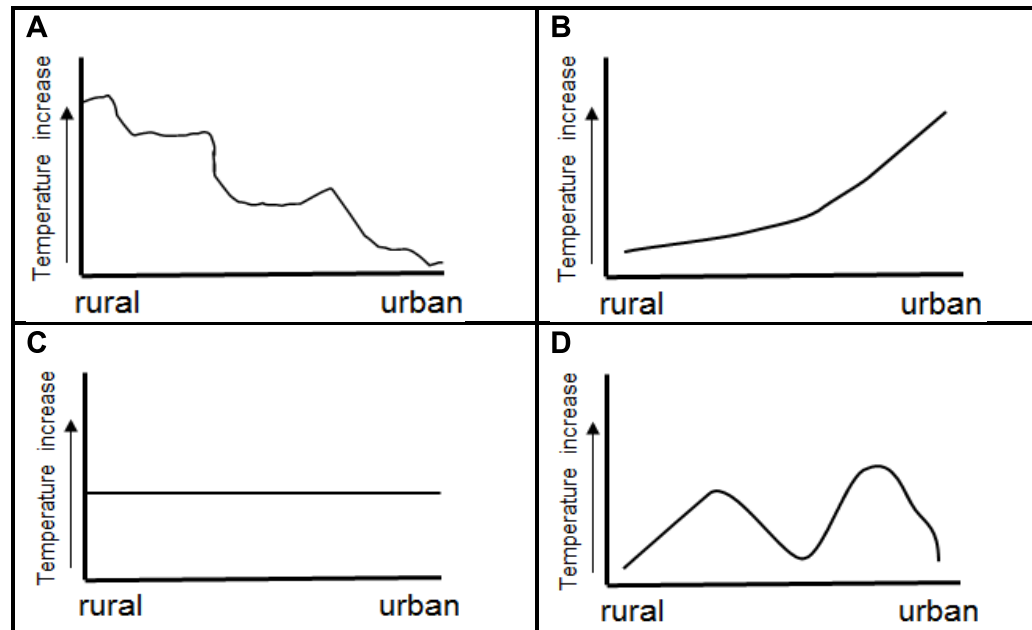 A
Temperature increase
rural urban
B
Temperature increase
rural urban
C
Temperature increase
rural urban
D
Temperature increase
rural urban